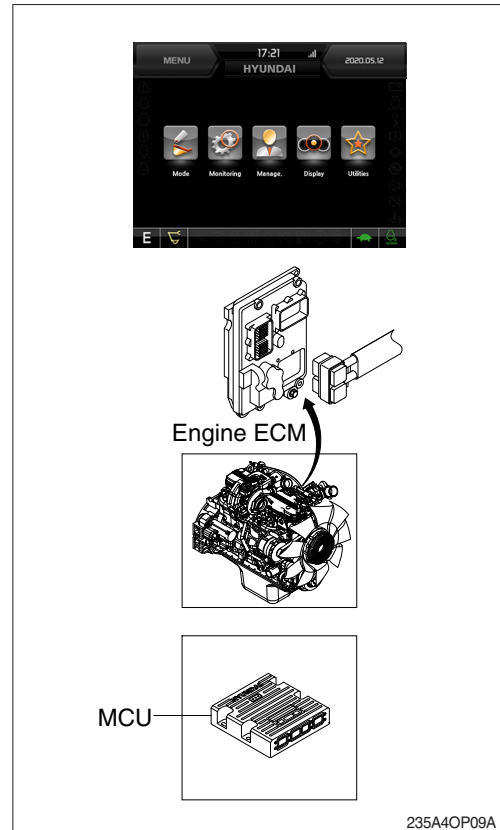 MENU
17:21
2020.05.12
HYUNDAI
Mode
Monitoring
Manage.
Display
Utilities
E
Engine ECM
MCU
235A4OP09A